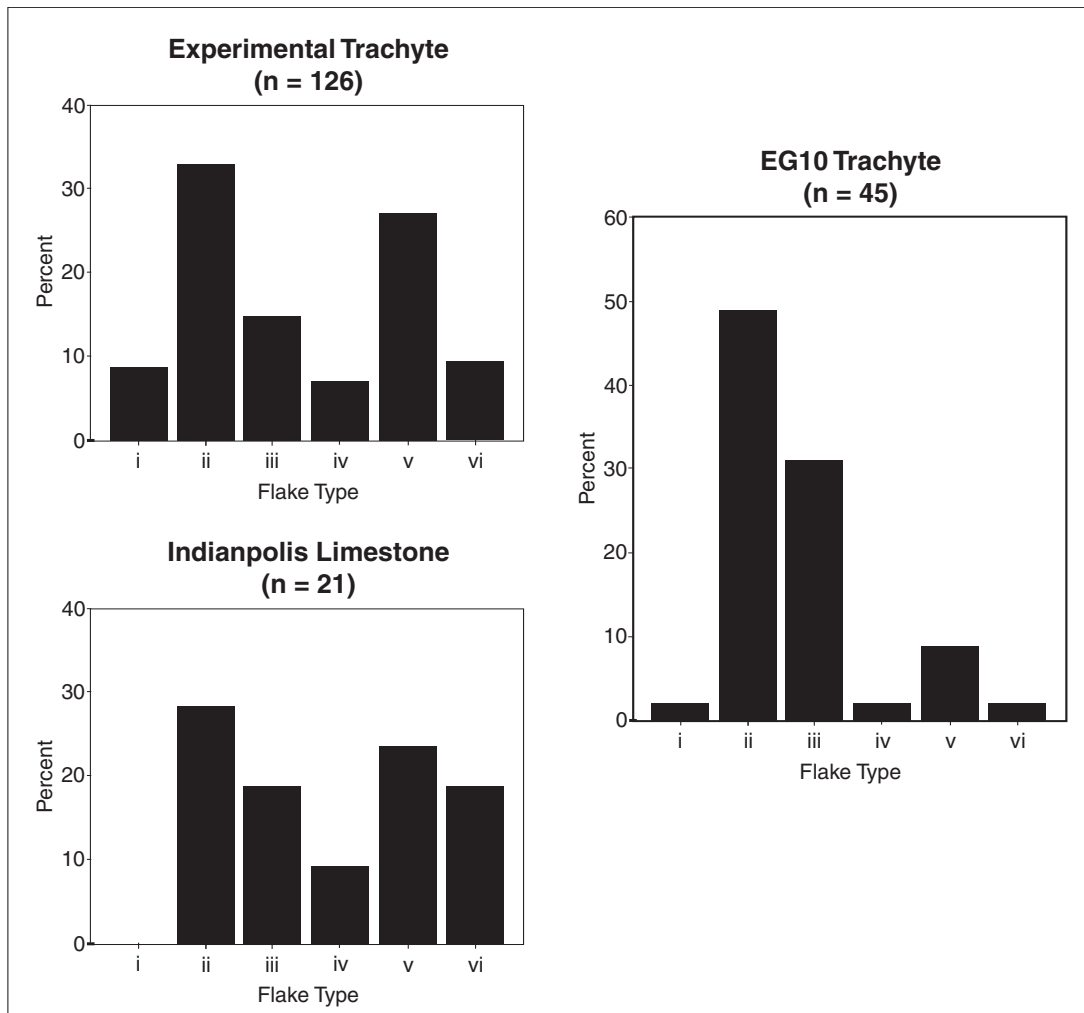 Experimental Trachyte
(n = 126)
40
30
20
10
0
Percent
i ii iii iv v vi
Flake Type
Indianpolis Limestone
(n = 21)
40
30
20
10
0
Percent
i ii iii iv v vi
Flake Type
EG10 Trachyte
(n = 45)
60
50
40
30
20
10
0
Percent
i ii iii iv v vi
Flake Type